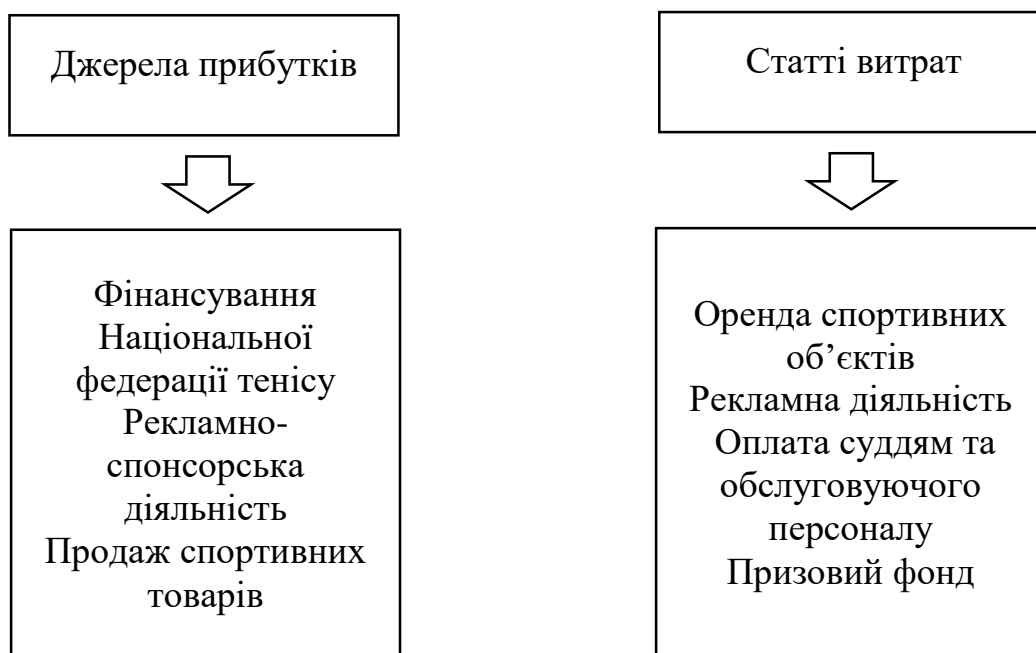 Джерела прибутків
Статті витрат
Фінансування
Національної
федерації тенісу
Рекламно-
спонсорська
діяльність
Продаж спортивних
товарів
Оренда спортивних
об’єктів
Рекламна діяльність
Оплата суддям та
обслуговуючого
персоналу
Призовий фонд